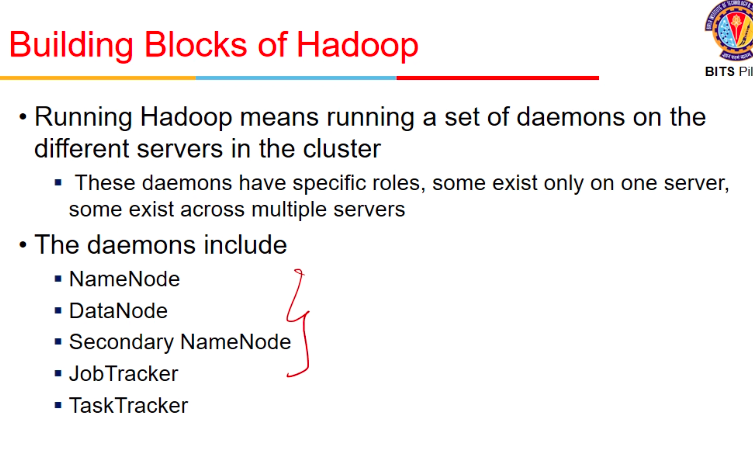 Building Blocks of Hadoop
BITS Pil
• Running Hadoop means running a set of daemons on the
different servers in the cluster
▪ These daemons have specific roles, some exist only on one server,
some exist across multiple servers
• The daemons include
▪ NameNode
▪ DataNode
▪ Secondary NameNode
▪ JobTracker
▪ TaskTracker